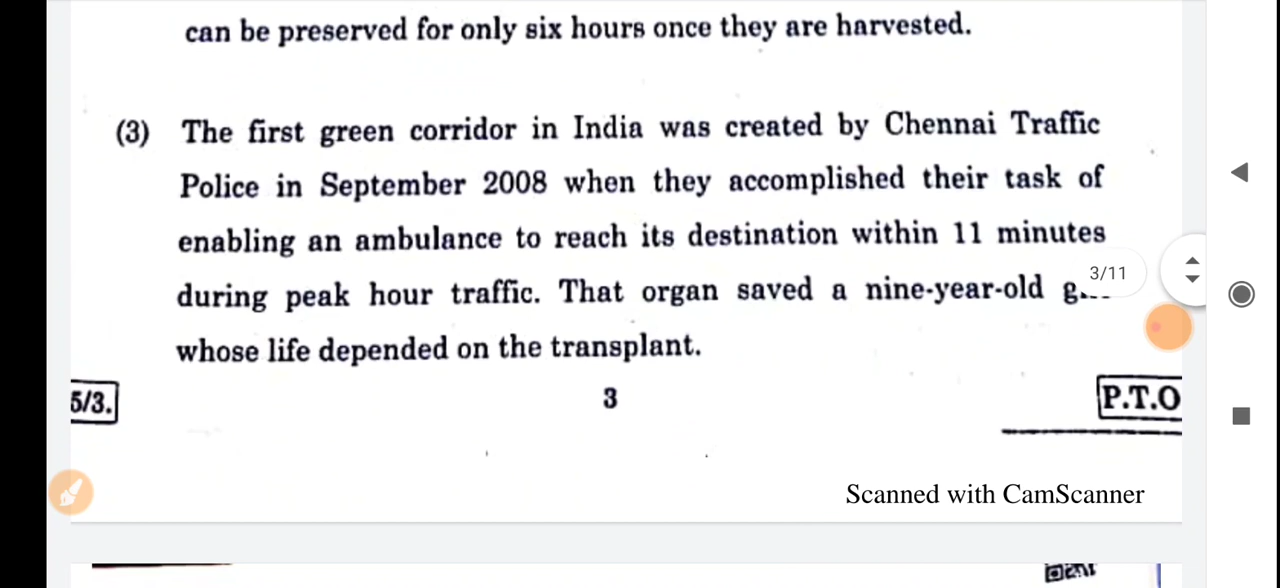 can be preserved for only six hours once they are harvested.
(3) The first green corridor in India was created by Chennai Traffic
Police in September 2008 when they accomplished their task of
enabling an ambulance to reach its destination within 11 minutes
3/11
during peak hour traffic. That organ saved a nine-year-old
whose life depended on the transplant.
5/3. 3 P.T.O
Scanned with CamScanner